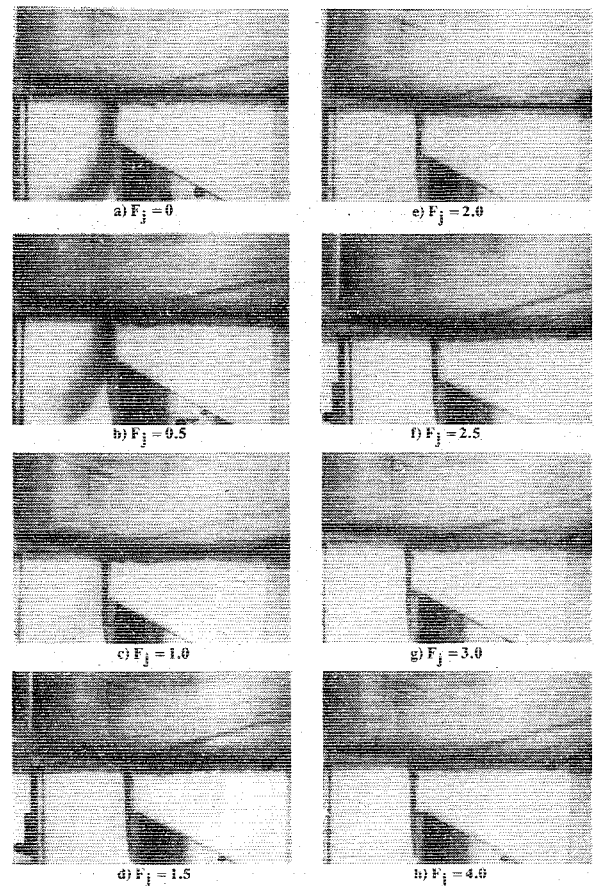 a) Fj = 0
b) Fj = 0.5
c) Fj = 1.0
d) Fj = 1.5
e) Fj = 2.0
f) Fj = 2.5
g) Fj = 3.0
h) Fj = 4.0